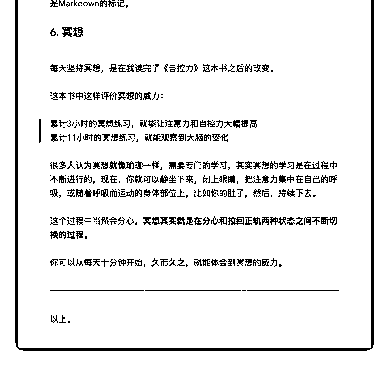 是Markdown的标记。
6. 冥想
每天坚持冥想，是在我读完了《自控力》这本书之后的改变。
这本书中这样评价冥想的威力：
累计3小时的冥想练习，就能让注意力和自控力大幅提高
累计11小时的冥想练习，就能观察到大脑的变化
很多人认为冥想就像瑜珈一样，需要专门的学习。其实冥想的学习是在过程中
不断进行的。现在，你就可以静坐下来，闭上眼睛，把注意力集中在自己的呼
吸，或随着呼吸而运动的身体部位上，比如你的肚子，然后，持续下去。
这个过程中当然会分心。冥想其实就是在分心和拉回正轨两种状态之间不断切
换的过程。
你可以从每天十分钟开始，久而久之，就能体会到冥想的威力。
以上。